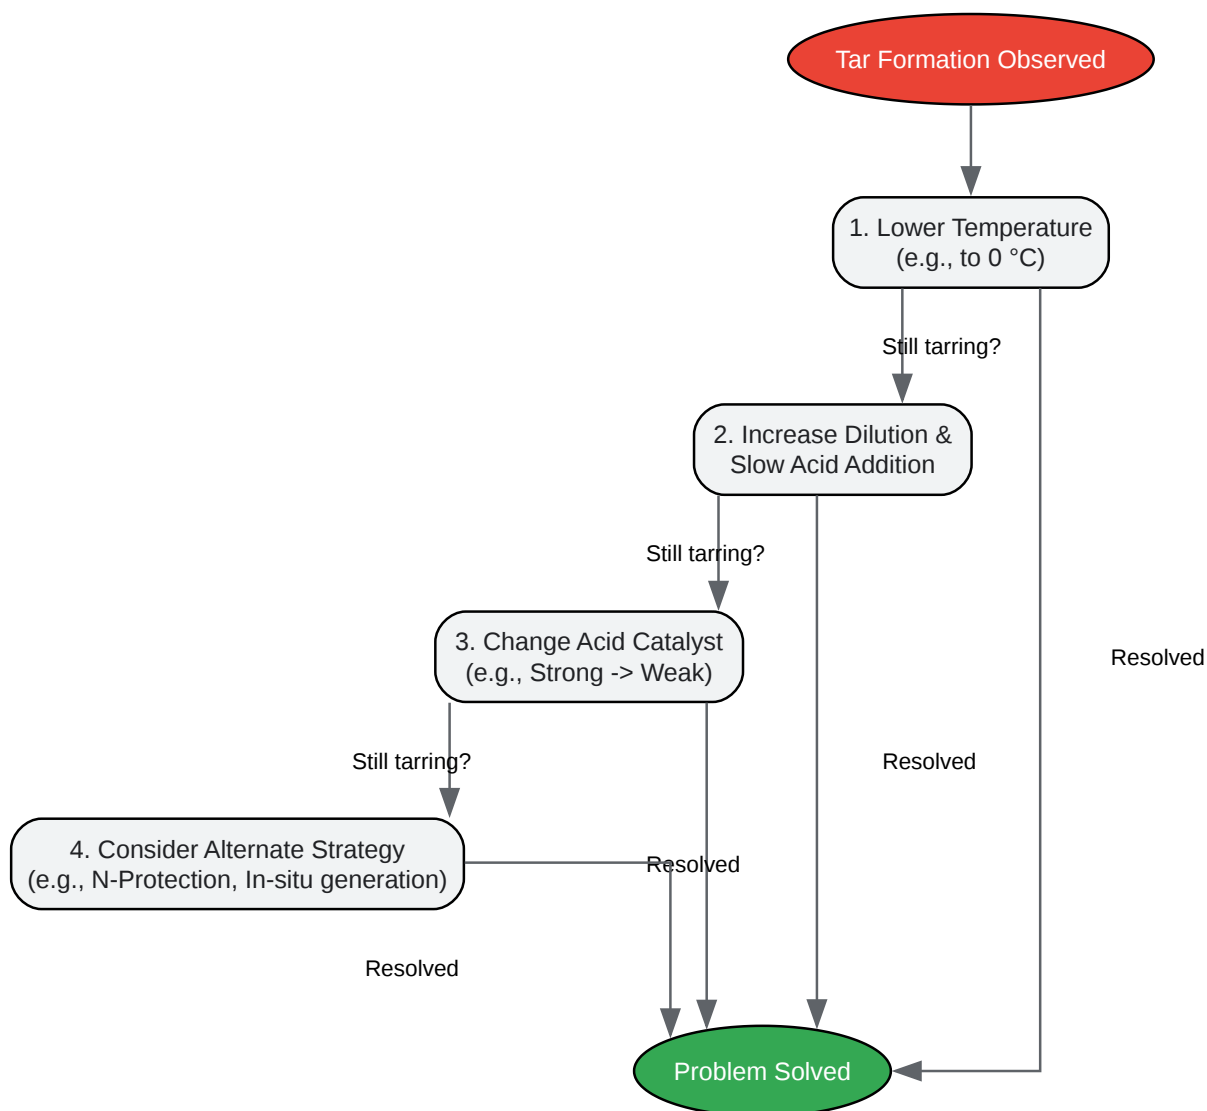 Tar Formation Observed
1. Lower Temperature
(e.g., to 0 °C)
Still tarring?
2. Increase Dilution &
Slow Acid Addition
Still tarring?
3. Change Acid Catalyst
(e.g., Strong -> Weak)
Resolved
Still tarring?
Resolved
4. Consider Alternate Strategy
(e.g., N-Protection, In-situ generation)
Resolved
Resolved
Problem Solved